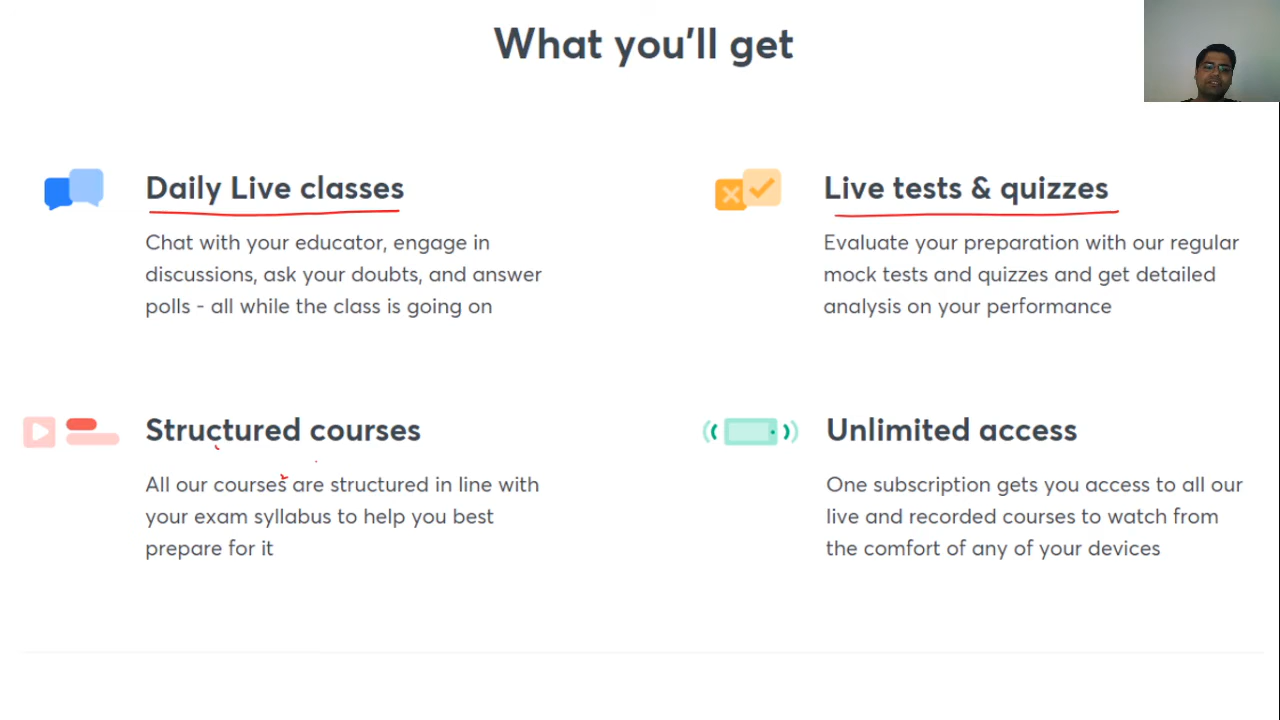 What you'll get
Daily Live classes
Chat with your educator, engage in
discussions, ask your doubts, and answer
polls - all while the class is going on
Live tests & quizzes
Evaluate your preparation with our regular
mock tests and quizzes and get detailed
analysis on your performance
Structured courses
All our courses are structured in line with
your exam syllabus to help you best
prepare for it
Unlimited access
One subscription gets you access to all our
live and recorded courses to watch from
the comfort of any of your devices